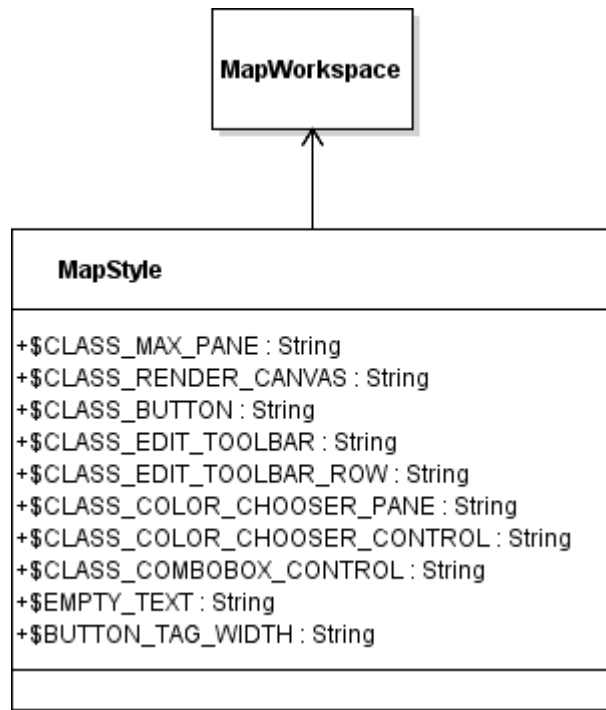 MapWorkspace
MapStyle
+$CLASS_MAX_PANE : String
+$CLASS_RENDER_CANVAS : String
+$CLASS_BUTTON : String
+$CLASS_EDIT_TOOLBAR : String
+$CLASS_EDIT_TOOLBAR_ROW : String
+$CLASS_COLOR_CHOOSER_PANE : String
+$CLASS_COLOR_CHOOSER_CONTROL : String
+$CLASS_COMBOBOX_CONTROL : String
+$EMPTY_TEXT : String
+$BUTTON_TAG_WIDTH : String